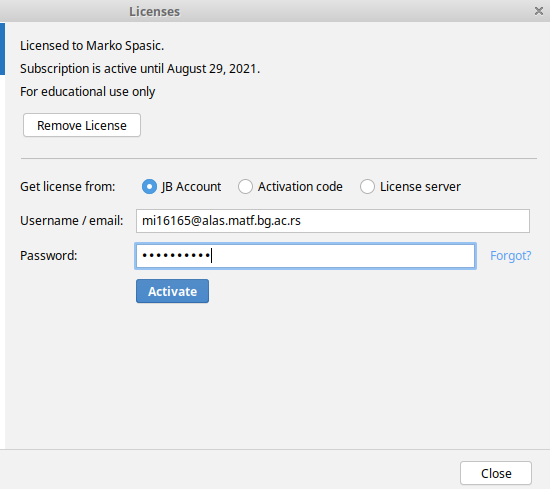 Licenses
Licensed to Marko Spasic.
Subscription is active until August 29, 2021.
For educational use only
Remove License
Get license from: JB Account Activation code License server
Username / email: mi16165@alas.matf.bg.ac.rs
Password: •••••••••• Forgot?
Activate
Close